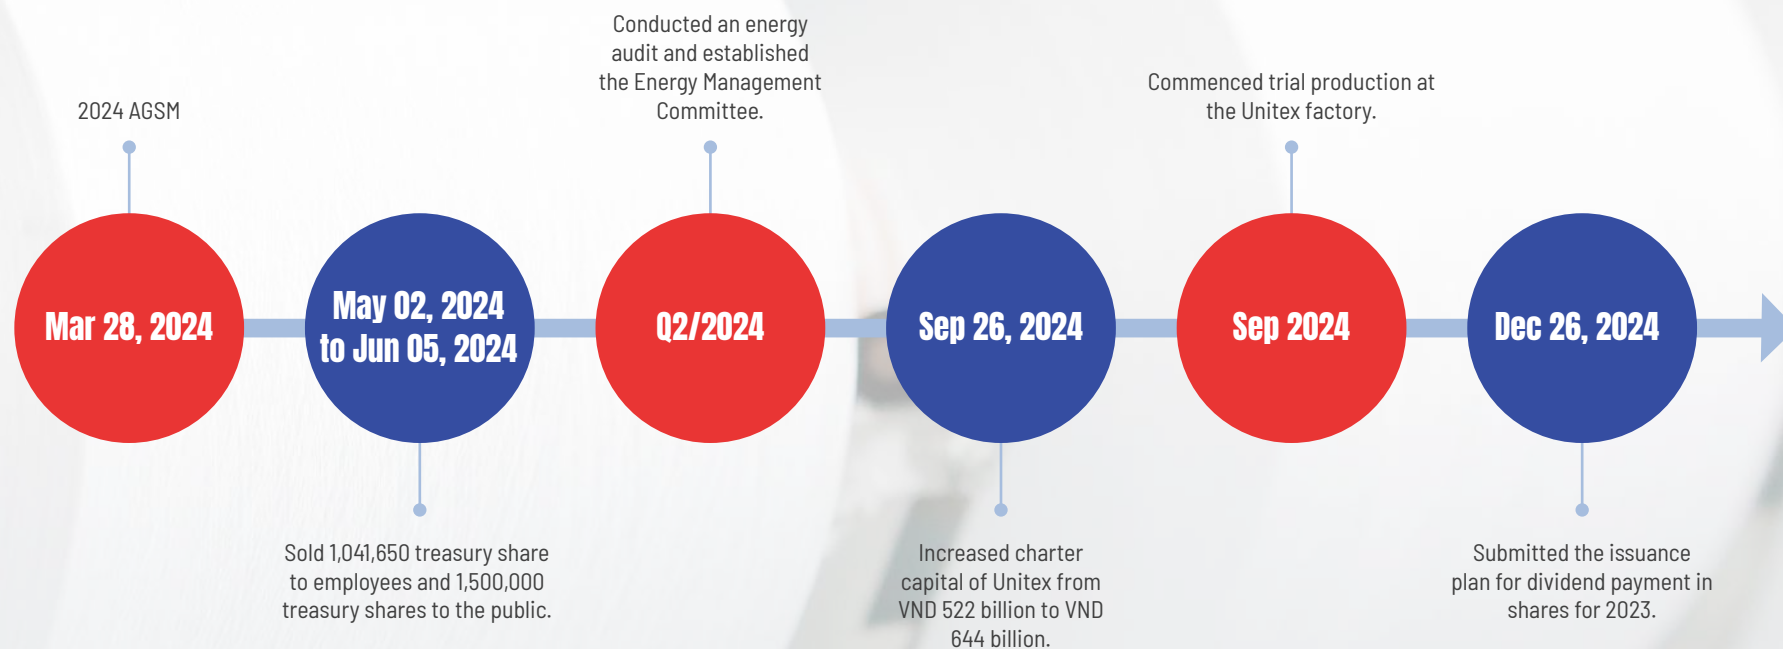 2024 AGSM
Mar 28, 2024
May 02, 2024
to Jun 05, 2024
Sold 1,041,650 treasury share
to employees and 1,500,000
treasury shares to the public.
Conducted an energy
audit and established
the Energy Management
Committee.
Q2/2024
Sep 26, 2024
Increased charter
capital of Unitex from
VND 522 billion to VND
644 billion.
Commenced trial production at
the Unitex factory.
Sep 2024
Dec 26, 2024
Submitted the issuance
plan for dividend payment in
shares for 2023.